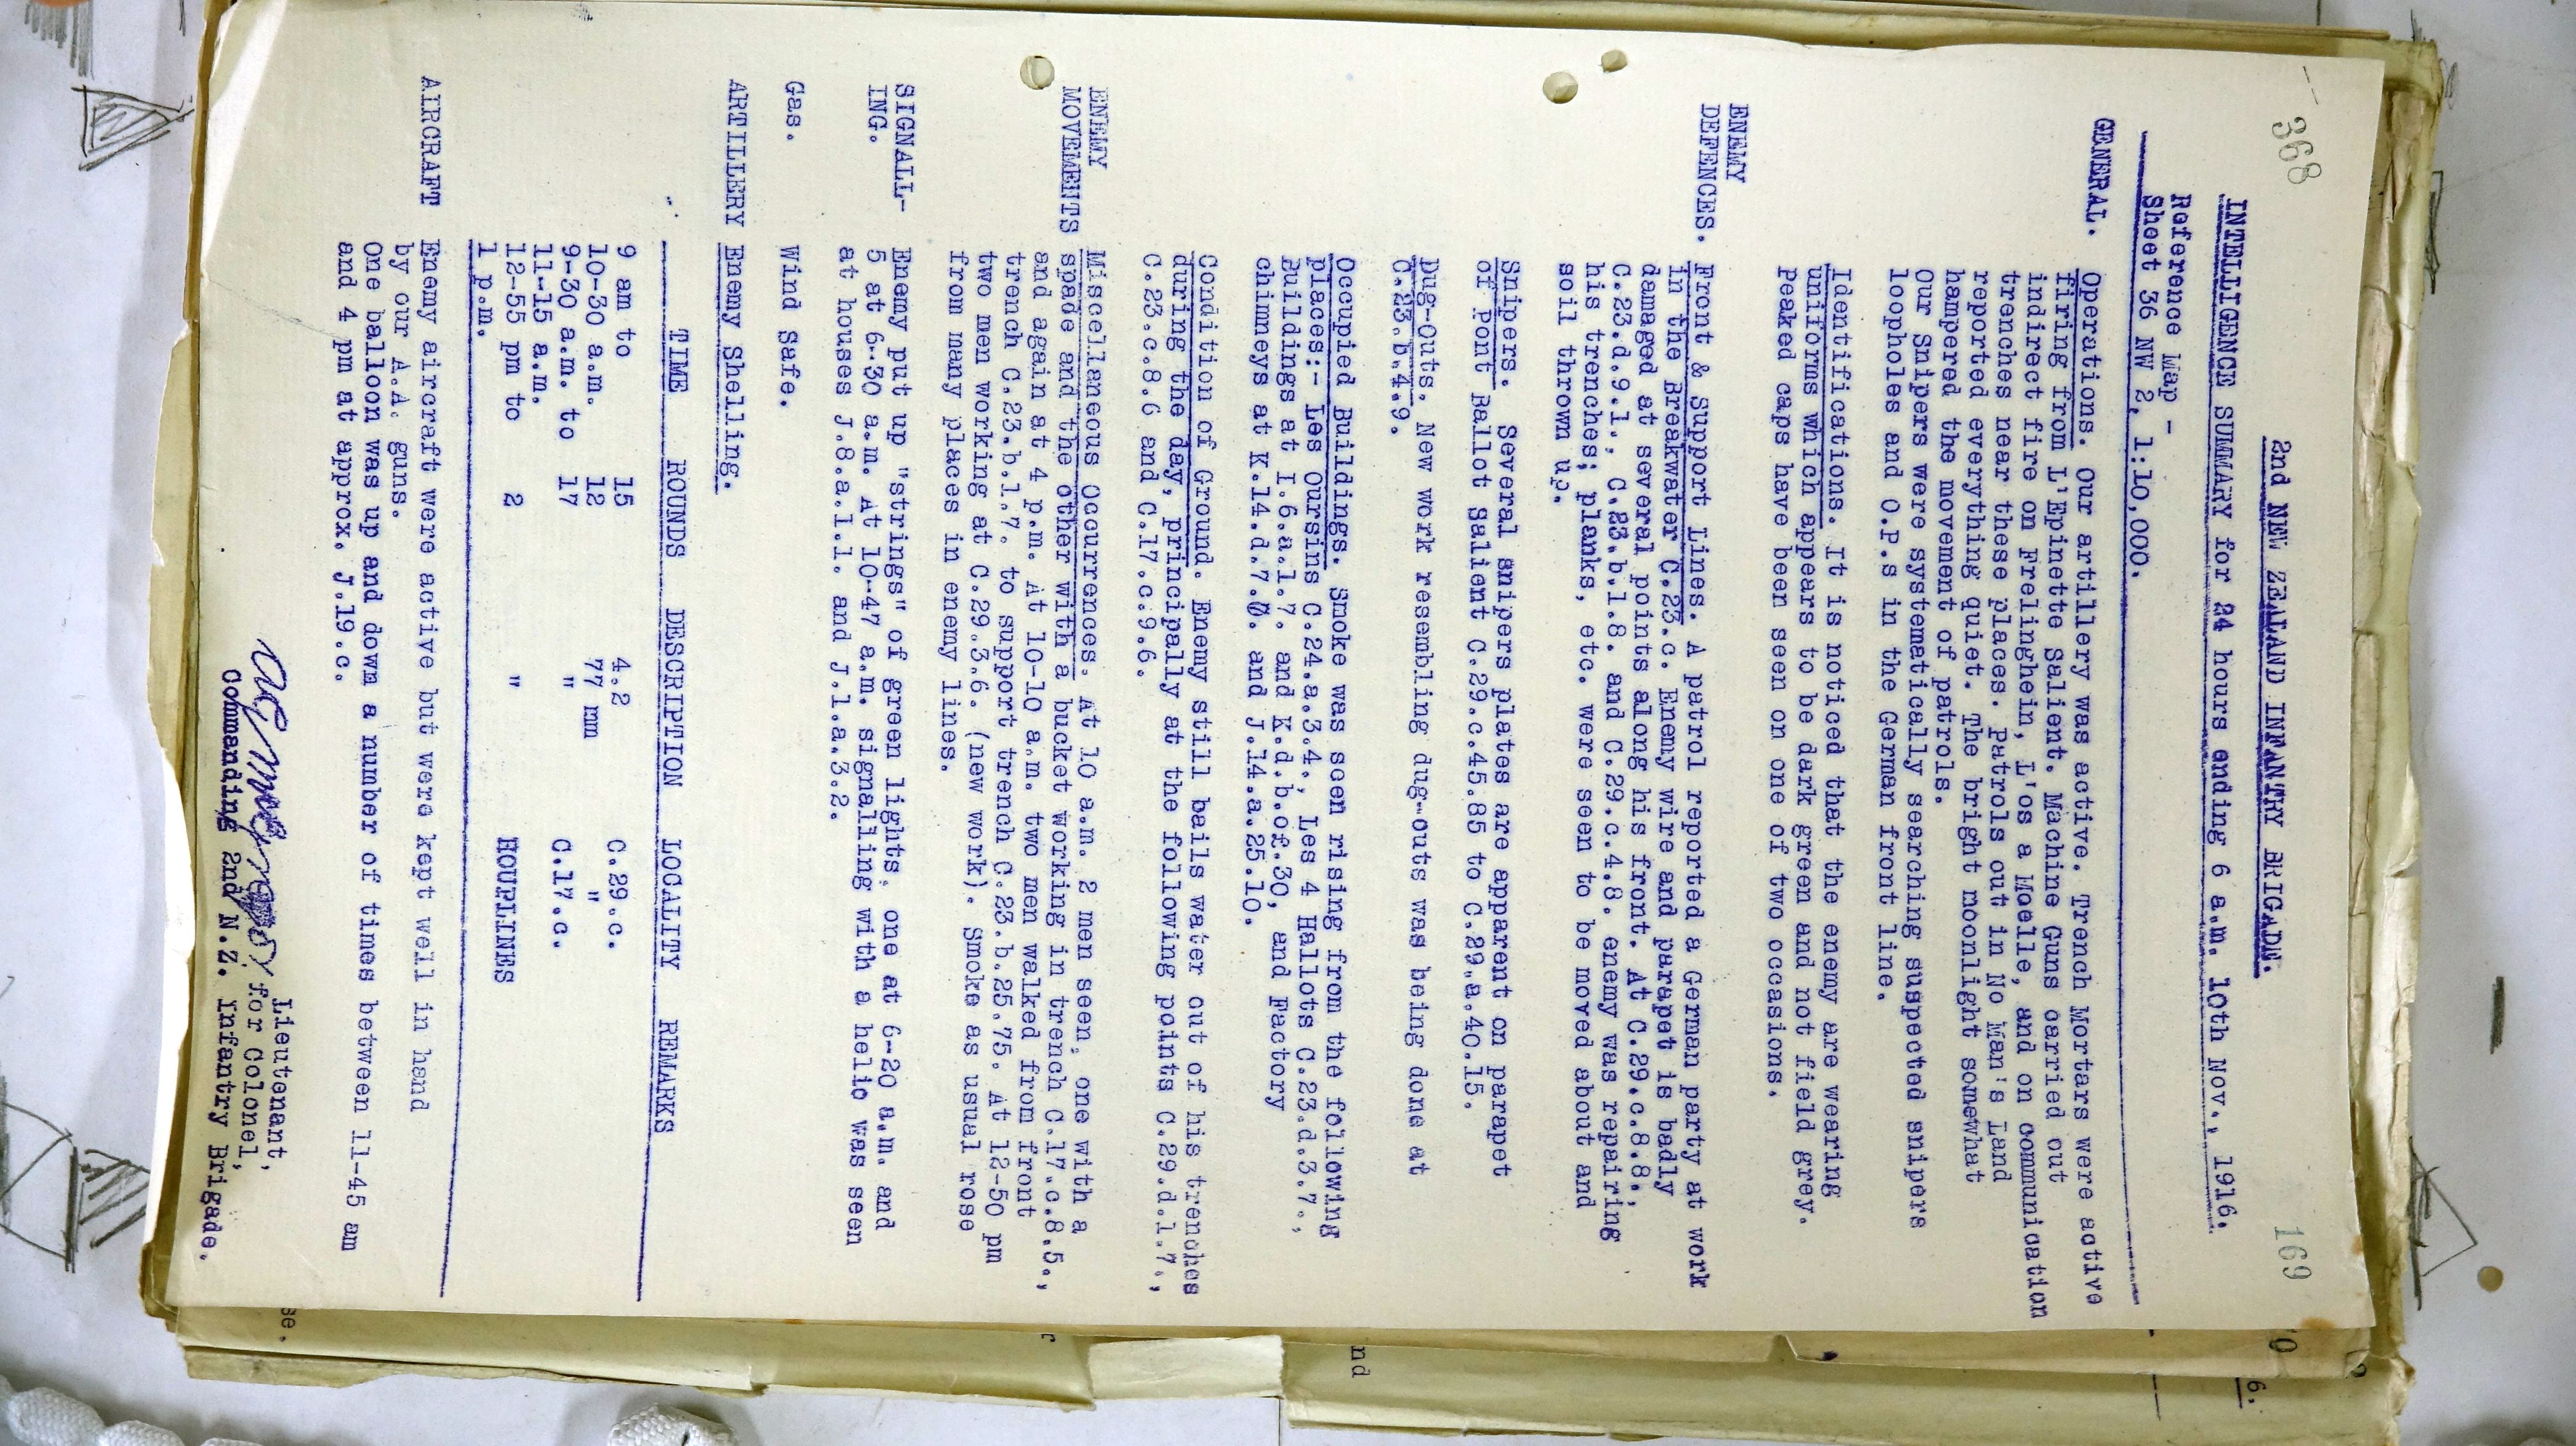 368
169
2nd NEW ZEALAND INFANTRY BRIGADE.
INTELLIGENCE SUMMARY for 24 hours ending 6 a.m. 10th Nov., 1916.
Reference Map -
Sheet 36 NW 2, 1:10,000.
GENERAL. Operations. Our artillery was active. Trench Mortars were active
firing from L'Epinette Salient. Machine Guns carried out
indirect fire on Frelinghein, L'os a Moelle, and on communication
trenches near these places. Patrols out in No Man's Land
reported everything quiet. The bright moonlight somewhat
hampered the movement of patrols.
Our Snipers were systematically searching suspected snipers
loopholes and O.P.s in the German front line.
Identifications. It is noticed that the enemy are wearing
uniforms which appears to be dark green and not field grey.
Peaked caps have been seen on one of two occasions.
ENEMY
DEFENCES. Front & Support Lines. A patrol reported a German party at work
in the Breakwater C.23.c. Enemy wire and parapet is badly
damaged at several points along his front. At C.29.c.8.8.,
C.23.d.9.1., C.23.b.1.8. and C.29.c.4.8. enemy was repairing
his trenches; planks, etc. were seen to be moved about and
soil thrown up.
Snipers. Several snipers plates are apparent on parapet
of Pont Ballot Salient C.29.c.45.85 to C.29.a.40.15.
Dug-Outs. New work resembling dug-outs was being done at
C.23.b.4.9.
Occupied Buildings. Smoke was seen rising from the following
places:- Les Oursins C.24.a.3.4., Les 4 Hallots C.23.d.3.7.,
Buildings at I.6.a.1.7. and K.d.b.of.30, and Factory
chimneys at K.14.d.7.0. and J.14.a.25.10.
Condition of Ground. Enemy still bails water out of his trenches
during the day, principally at the following points C.29.d.1.7.,
C.23.c.8.6 and C.17.c.9.6.
ENEMY
MOVEMENTS Miscellaneous Occurrences. At 10 a.m. 2 men seen, one with a
spade and the other with a bucket working in trench C.17.c.8.5.,
and again at 4 p.m. At 10-10 a.m. two men walked from front
trench C.23.b.1.7. to support trench C.23.b.25.75. At 12-50 pm
two men working at C.29.3.6. (new work). Smoke as usual rose
from many places in enemy lines.
SIGNALL-
ING. Enemy put up "strings" of green lights, one at 6-20 a.m. and
5 at 6-30 a.m. At 10-47 a.m. signalling with a helio was seen
at houses J.8.a.1.1. and J.1.a.3.2.
Gas. Wind Safe.
ARTILLERY Enemy Shelling.
TIME ROUNDS DESCRIPTION LOCALITY REMARKS
9 am to 15 4.2 C.29.c.
10-30 a.m. 12 77 mm "
9-30 a.m. to 17 " C.17.c.
11-15 a.m.
12-55 pm to 2 " HOUPLINES
1 p.m.
AIRCRAFT Enemy aircraft were active but were kept well in hand
by our A.A. guns.
One balloon was up and down a number of times between 11-45 am
and 4 pm at approx. J.19.c.
Lieutenant,
for Colonel,
Commanding 2nd N.Z. Infantry Brigade.
se.
nd
6.